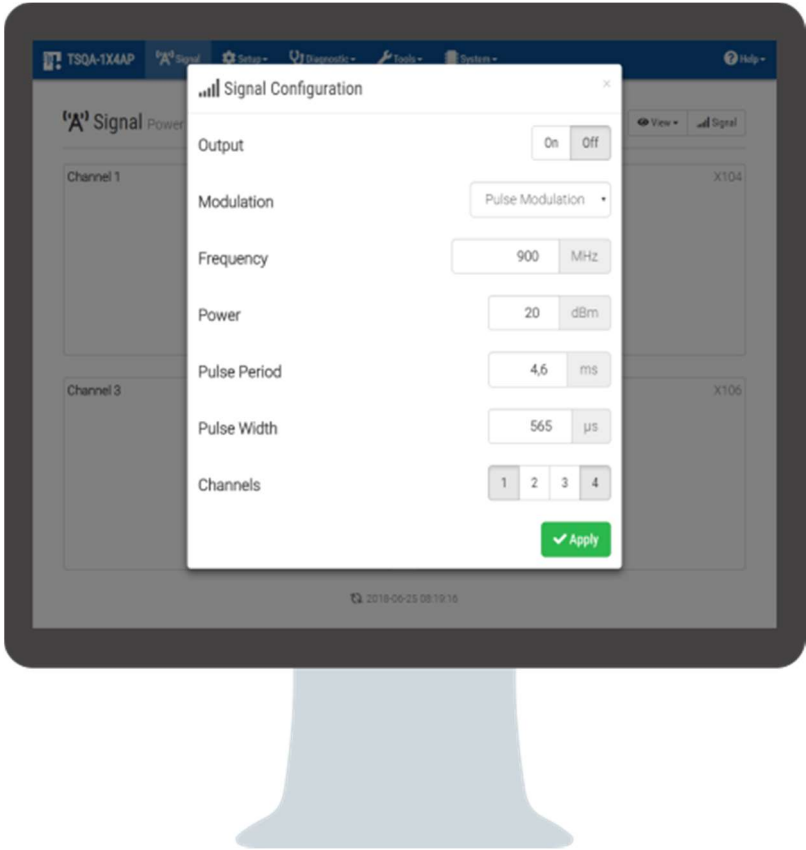 TSQA-1X4AP Signal Setup Diagnostic Tools System Help
Signal Configuration ×
Signal Power View Signal
Output On Off
Channel 1 X104
Modulation Pulse Modulation
Frequency 900 MHz
Power 20 dBm
Pulse Period 4,6 ms
Channel 3 X106
Pulse Width 565 µs
Channels 1 2 3 4
Apply
2018-06-25 08:19:16